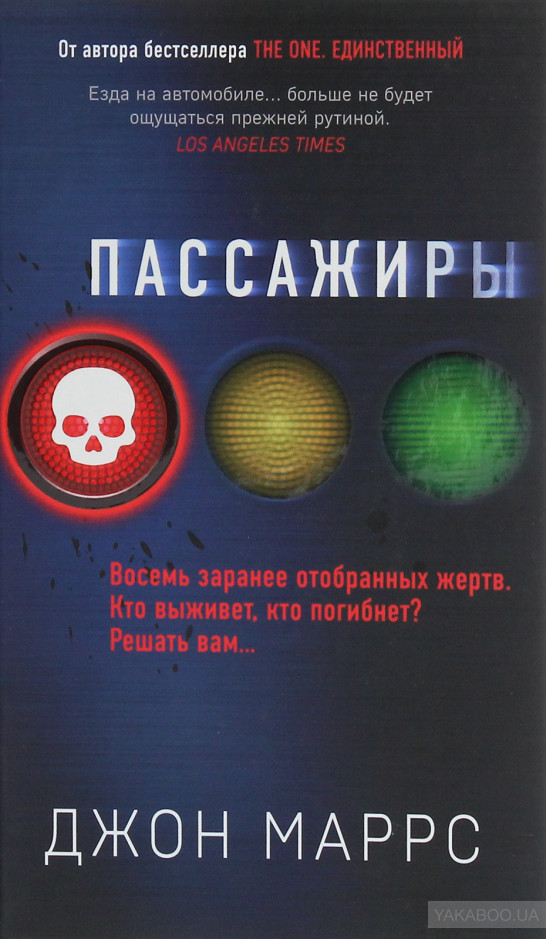 От автора бестселлера THE ONE. ЕДИНСТВЕННЫЙ
Езда на автомобиле... больше не будет
ощущаться прежней рутиной.
LOS ANGELES TIMES
ПАССАЖИРЫ
Восемь заранее отобранных жертв.
Кто выживет, кто погибнет?
Решать вам...
ДЖОН МАРРС
YAKABOO.UA